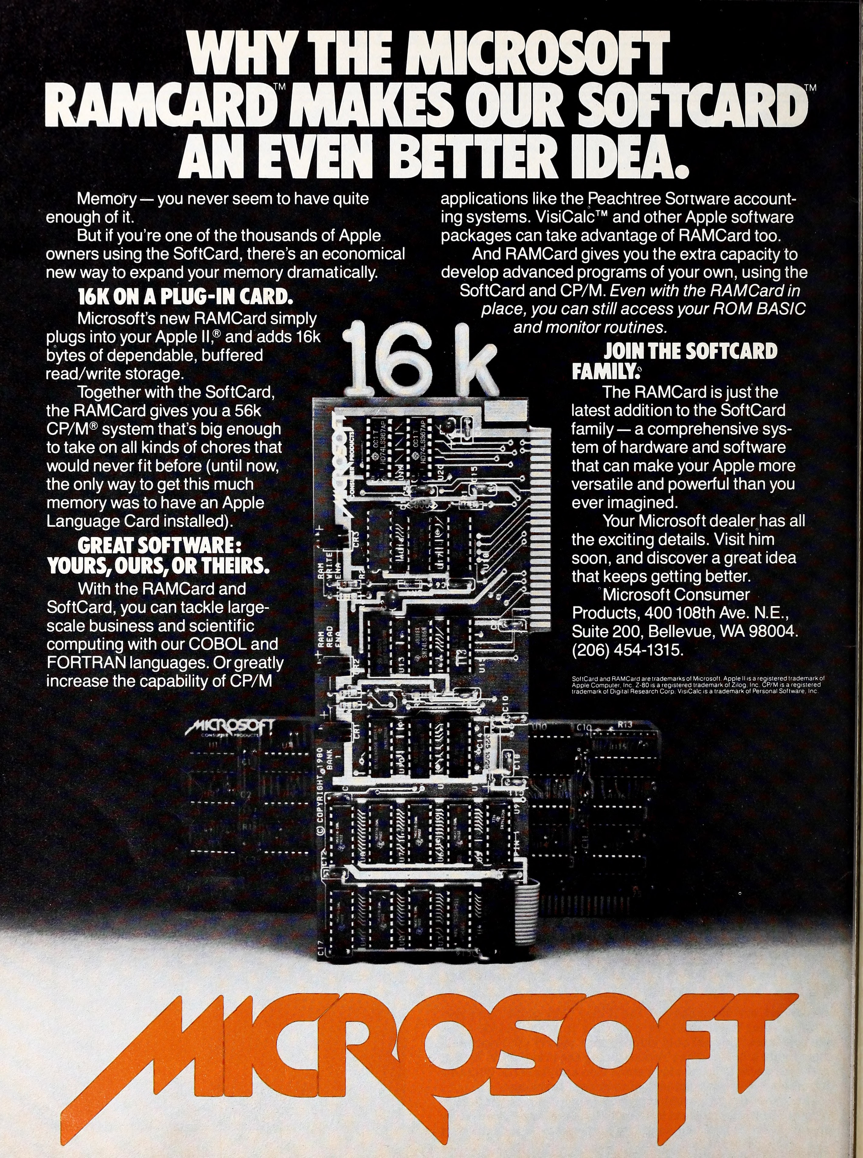 WHY THE MICROSOFT
RAMCARD™ MAKES OUR SOFTCARD™
AN EVEN BETTER IDEA.
Memory — you never seem to have quite
enough of it.
But if you're one of the thousands of Apple
owners using the SoftCard, there's an economical
new way to expand your memory dramatically.
16K ON A PLUG-IN CARD.
Microsoft's new RAMCard simply
plugs into your Apple II,® and adds 16k
bytes of dependable, buffered
read/write storage.
Together with the SoftCard,
the RAMCard gives you a 56k
CP/M® system that's big enough
to take on all kinds of chores that
would never fit before (until now,
the only way to get this much
memory was to have an Apple
Language Card installed).
GREAT SOFTWARE:
YOURS, OURS, OR THEIRS.
With the RAMCard and
SoftCard, you can tackle large-
scale business and scientific
computing with our COBOL and
FORTRAN languages. Or greatly
increase the capability of CP/M
applications like the Peachtree Software account-
ing systems. VisiCalc™ and other Apple software
packages can take advantage of RAMCard too.
And RAMCard gives you the extra capacity to
develop advanced programs of your own, using the
SoftCard and CP/M. Even with the RAMCard in
place, you can still access your ROM BASIC
and monitor routines.
JOIN THE SOFTCARD
FAMILY.
The RAMCard is just the
latest addition to the SoftCard
family — a comprehensive sys-
tem of hardware and software
that can make your Apple more
versatile and powerful than you
ever imagined.
Your Microsoft dealer has all
the exciting details. Visit him
soon, and discover a great idea
that keeps getting better.
Microsoft Consumer
Products, 400 108th Ave. N.E.,
Suite 200, Bellevue, WA 98004.
(206) 454-1315.
SoftCard and RAMCard are trademarks of Microsoft. Apple II is a registered trademark of
Apple Computer, Inc. Z-80 is a registered trademark of Zilog, Inc. CP/M is a registered
trademark of Digital Research Corp. VisiCalc is a trademark of Personal Software, Inc.
16 k
MICROSOFT
CONSUMER PRODUCTS
RAM
WRITE
ENA
RAM
READ
ENA
BANK
© COPYRIGHT 1980
MICROSOFT
CONSUMER PRODUCTS
R13
MICROSOFT